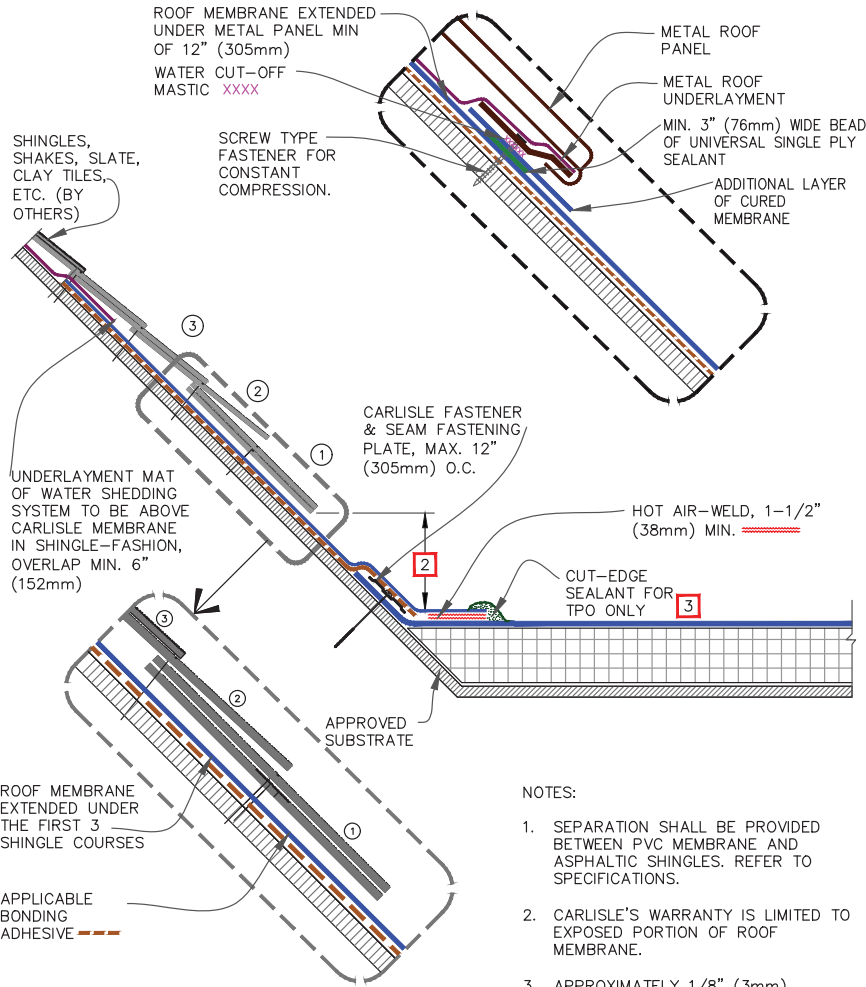 ROOF MEMBRANE EXTENDED
UNDER METAL PANEL MIN
OF 12" (305mm)
WATER CUT-OFF
MASTIC XXXX
SCREW TYPE
FASTENER FOR
CONSTANT
COMPRESSION.
METAL ROOF
PANEL
METAL ROOF
UNDERLAYMENT
MIN. 3" (76mm) WIDE BEAD
OF UNIVERSAL SINGLE PLY
SEALANT
ADDITIONAL LAYER
OF CURED
MEMBRANE
SHINGLES,
SHAKES, SLATE,
CLAY TILES,
ETC. (BY
OTHERS)
3
2
1
CARLISLE FASTENER
& SEAM FASTENING
PLATE, MAX. 12"
(305mm) O.C.
UNDERLAYMENT MAT
OF WATER SHEDDING
SYSTEM TO BE ABOVE
CARLISLE MEMBRANE
IN SHINGLE-FASHION,
OVERLAP MIN. 6"
(152mm)
HOT AIR-WELD, 1-1/2"
(38mm) MIN.
2
CUT-EDGE
SEALANT FOR
TPO ONLY
3
3
2
1
APPROVED
SUBSTRATE
ROOF MEMBRANE
EXTENDED UNDER
THE FIRST 3
SHINGLE COURSES
APPLICABLE
BONDING
ADHESIVE
NOTES:
1. SEPARATION SHALL BE PROVIDED
BETWEEN PVC MEMBRANE AND
ASPHALTIC SHINGLES. REFER TO
SPECIFICATIONS.
2. CARLISLE'S WARRANTY IS LIMITED TO
EXPOSED PORTION OF ROOF
MEMBRANE.
3. APPROXIMATELY 1/8" (3mm)